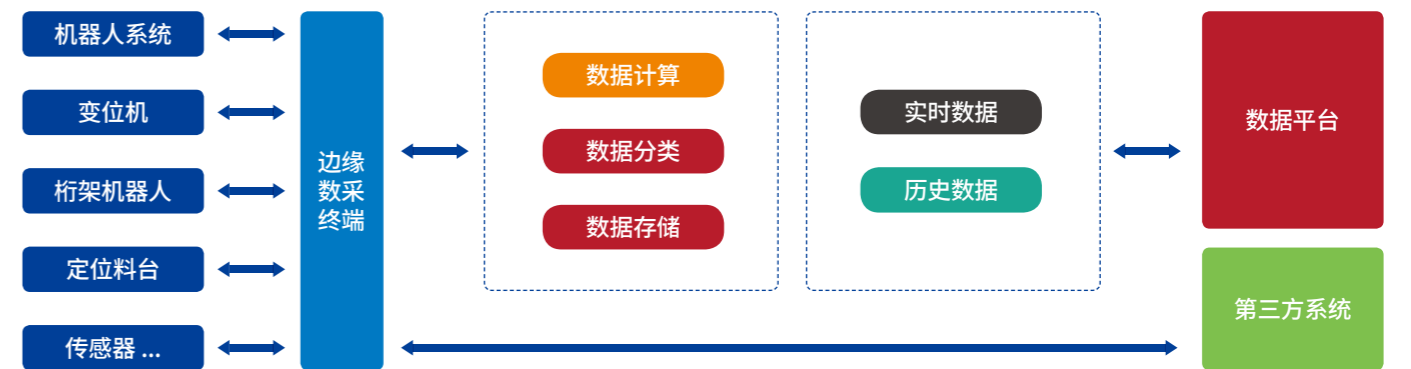 机器人系统
变位机
桁架机器人
定位料台
传感器 ...
边缘
数采
终端
数据计算
数据分类
数据存储
实时数据
历史数据
数据平台
第三方系统